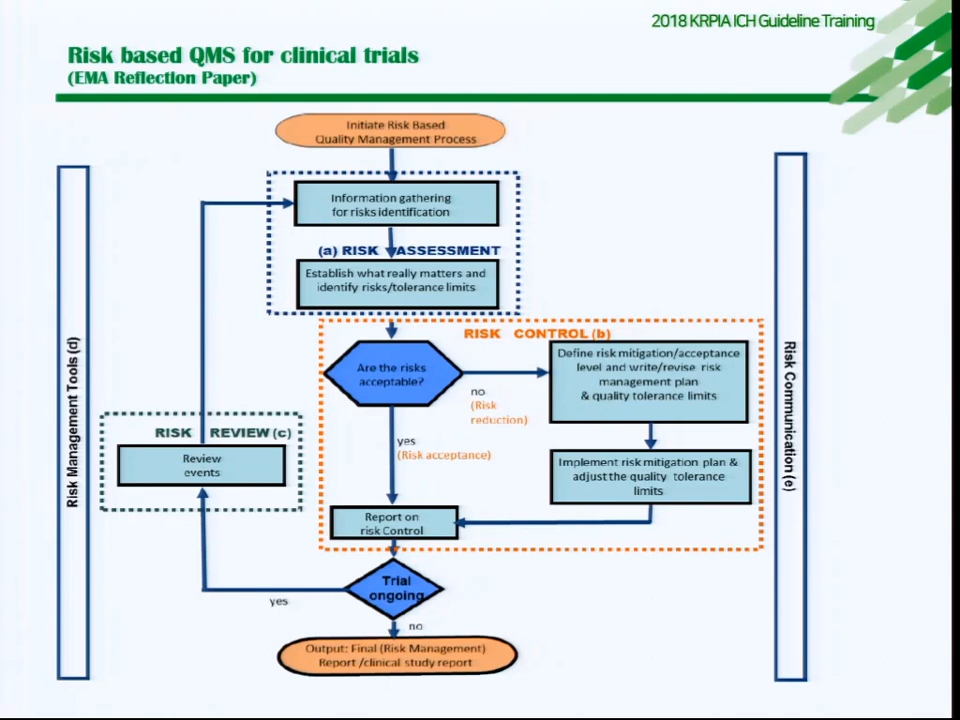 2018 KRPIA ICH Guideline Training
Risk based QMS for clinical trials
(EMA Reflection Paper)
Initiate Risk Based
Quality Management Process
Information gathering
for risks identification
(a) RISK ASSESSMENT
Establish what really matters and
identify risks/tolerance limits
RISK CONTROL (b)
Are the risks
acceptable?
Define risk mitigation/acceptance
level and write/revise risk
management plan
& quality tolerance limits
no
(Risk
reduction)
yes
(Risk acceptance)
Implement risk mitigation plan &
adjust the quality tolerance
limits
Report on
risk Control
RISK REVIEW (c)
Review
events
Trial
ongoing
yes
no
Output: Final (Risk Management)
Report /clinical study report
Risk Management Tools (d)
Risk Communication (e)